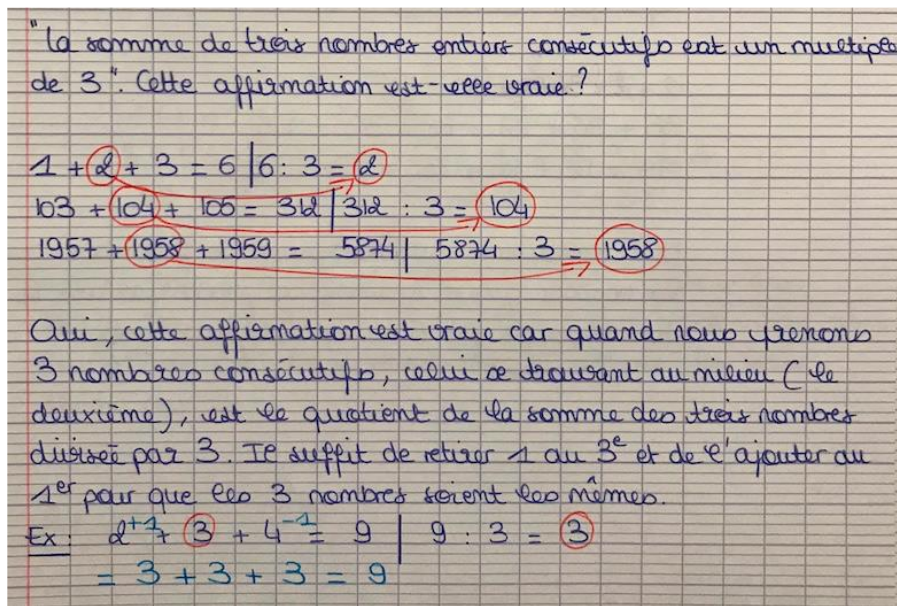 "la somme de trois nombres entiers consécutifs est un multiple
de 3". Cette affirmation est-elle vraie ?
1 + 2 + 3 = 6 | 6 : 3 = 2
103 + 104 + 105 = 312 | 312 : 3 = 104
1957 + 1958 + 1959 = 5874 | 5874 : 3 = 1958
Oui, cette affirmation est vraie car quand nous prenons
3 nombres consécutifs, celui se trouvant au milieu (le
deuxième), est le quotient de la somme des trois nombres
divisée par 3. Il suffit de retirer 1 au 3e et de l'ajouter au
1er pour que les 3 nombres soient les mêmes.
Ex : 2+1 + 3 + 4-1 = 9 | 9 : 3 = 3
= 3 + 3 + 3 = 9